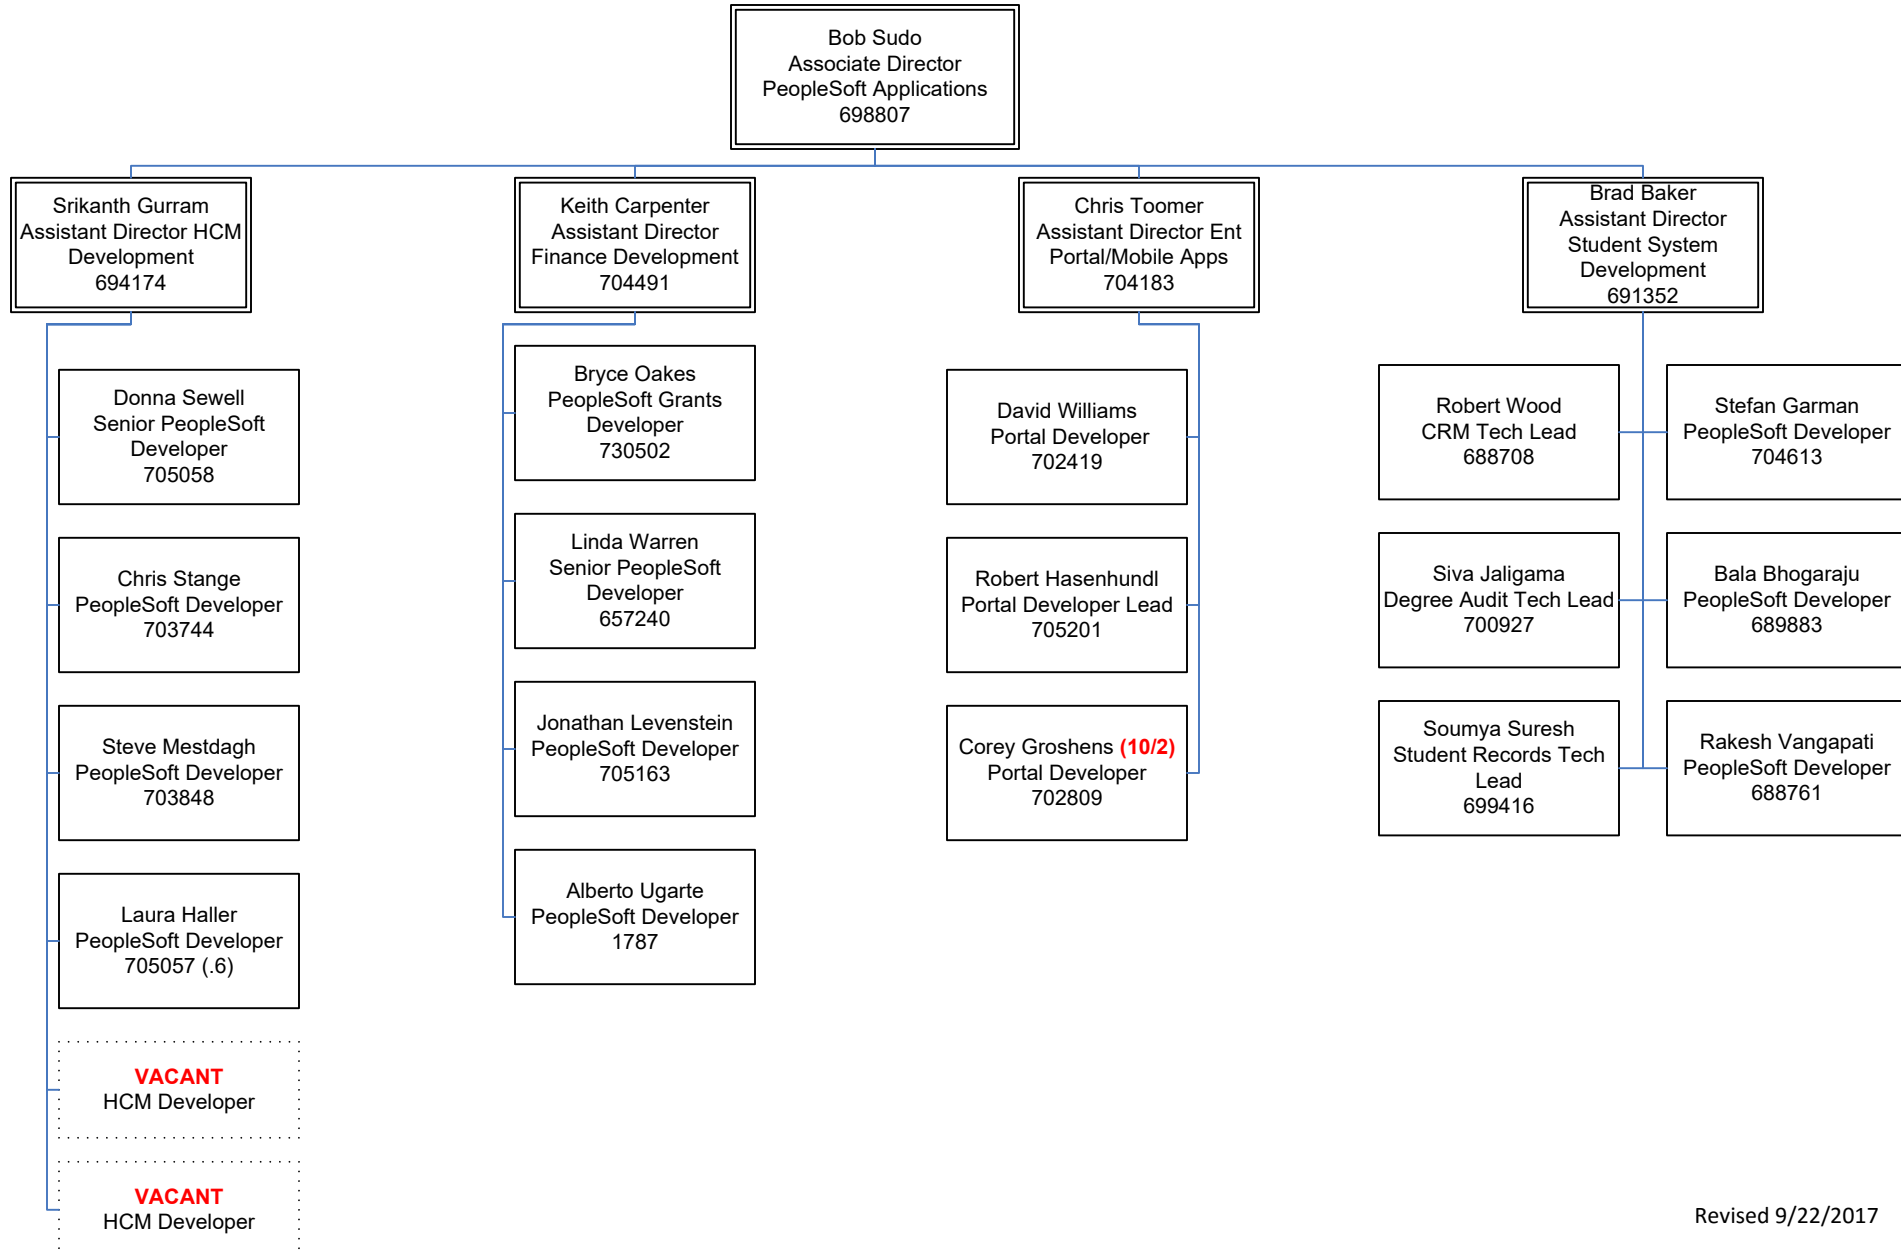 Bob Sudo
Associate Director
PeopleSoft Applications
698807
Srikanth Gurram
Assistant Director HCM
Development
694174
Keith Carpenter
Assistant Director
Finance Development
704491
Chris Toomer
Assistant Director Ent
Portal/Mobile Apps
704183
Brad Baker
Assistant Director
Student System
Development
691352
Donna Sewell
Senior PeopleSoft
Developer
705058
Chris Stange
PeopleSoft Developer
703744
Steve Mestdagh
PeopleSoft Developer
703848
Laura Haller
PeopleSoft Developer
705057 (.6)
VACANT
HCM Developer
VACANT
HCM Developer
Bryce Oakes
PeopleSoft Grants
Developer
730502
Linda Warren
Senior PeopleSoft
Developer
657240
Jonathan Levenstein
PeopleSoft Developer
705163
Alberto Ugarte
PeopleSoft Developer
1787
David Williams
Portal Developer
702419
Robert Hasenhundl
Portal Developer Lead
705201
Corey Groshens (10/2)
Portal Developer
702809
Robert Wood
CRM Tech Lead
688708
Siva Jaligama
Degree Audit Tech Lead
700927
Soumya Suresh
Student Records Tech
Lead
699416
Stefan Garman
PeopleSoft Developer
704613
Bala Bhogaraju
PeopleSoft Developer
689883
Rakesh Vangapati
PeopleSoft Developer
688761
Revised 9/22/2017